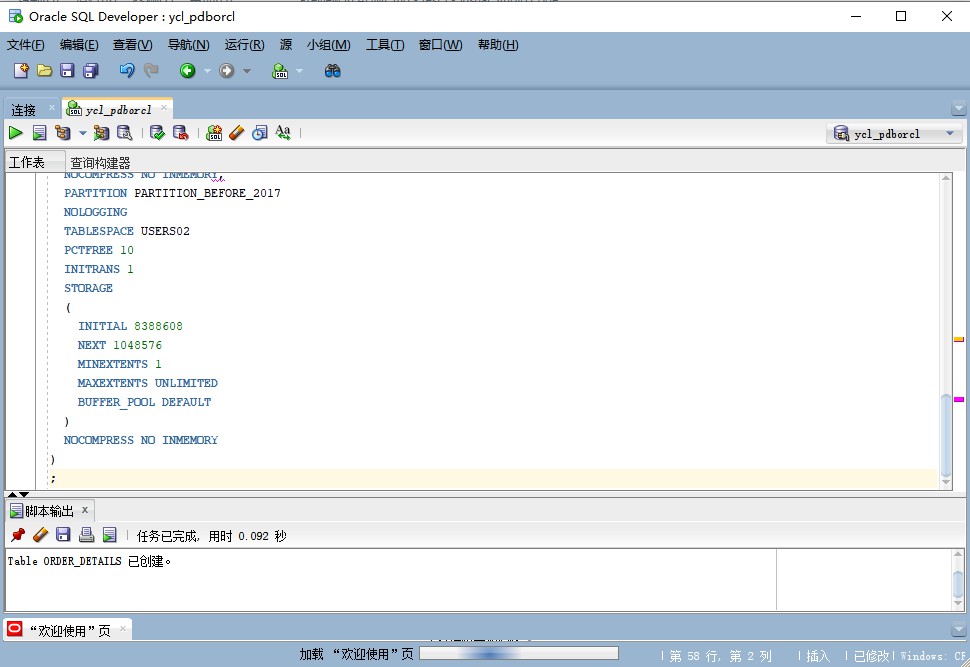 Oracle SQL Developer : ycl_pdborcl
文件(F) 编辑(E) 查看(V) 导航(N) 运行(R) 源 小组(M) 工具(T) 窗口(W) 帮助(H)
连接 ycl_pdborcl
ycl_pdborcl
工作表 查询构建器
NOCOMPRESS NO INMEMORY,
PARTITION PARTITION_BEFORE_2017
NOLOGGING
TABLESPACE USERS02
PCTFREE 10
INITRANS 1
STORAGE
(
INITIAL 8388608
NEXT 1048576
MINEXTENTS 1
MAXEXTENTS UNLIMITED
BUFFER_POOL DEFAULT
)
NOCOMPRESS NO INMEMORY
)
;
脚本输出 x
任务已完成, 用时 0.092 秒
Table ORDER_DETAILS 已创建。
“欢迎使用”页
加载 “欢迎使用”页 | 第 58 行, 第 2 列 | 插入 | 已修改| Windows: CF